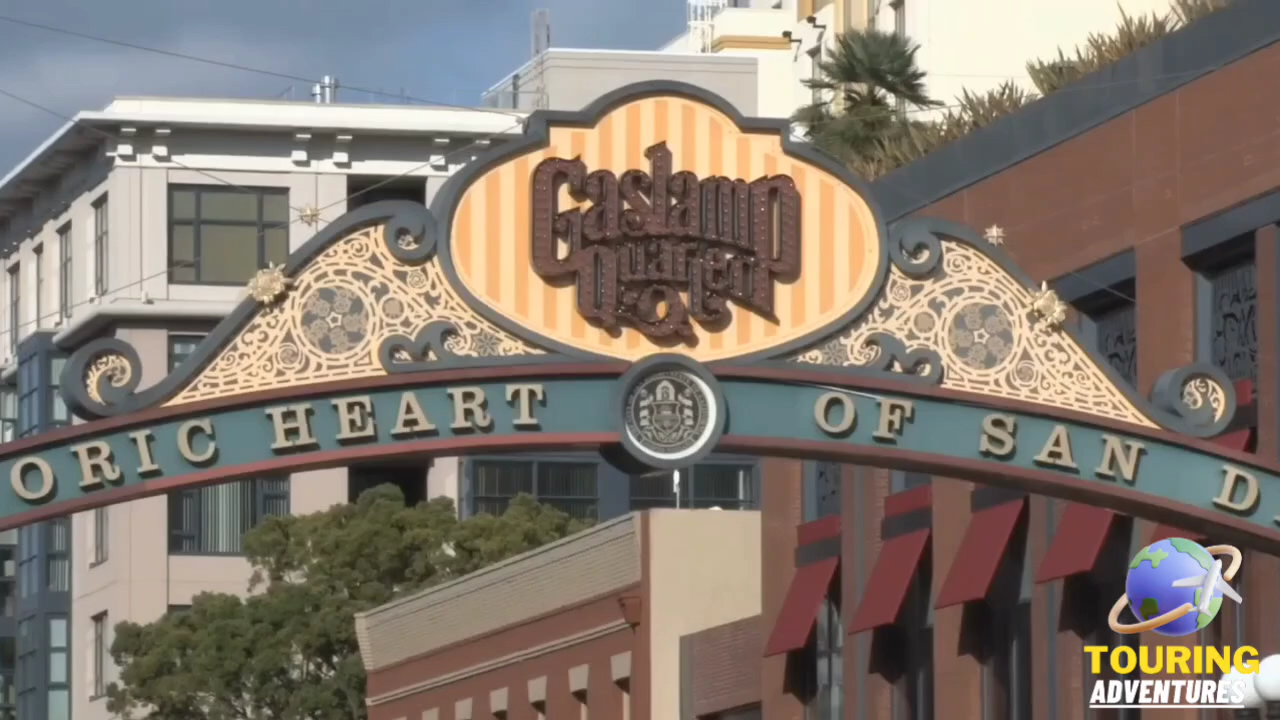 Gaslamp
Quarter
ORIC HEART OF SAN D
TOURING
ADVENTURES